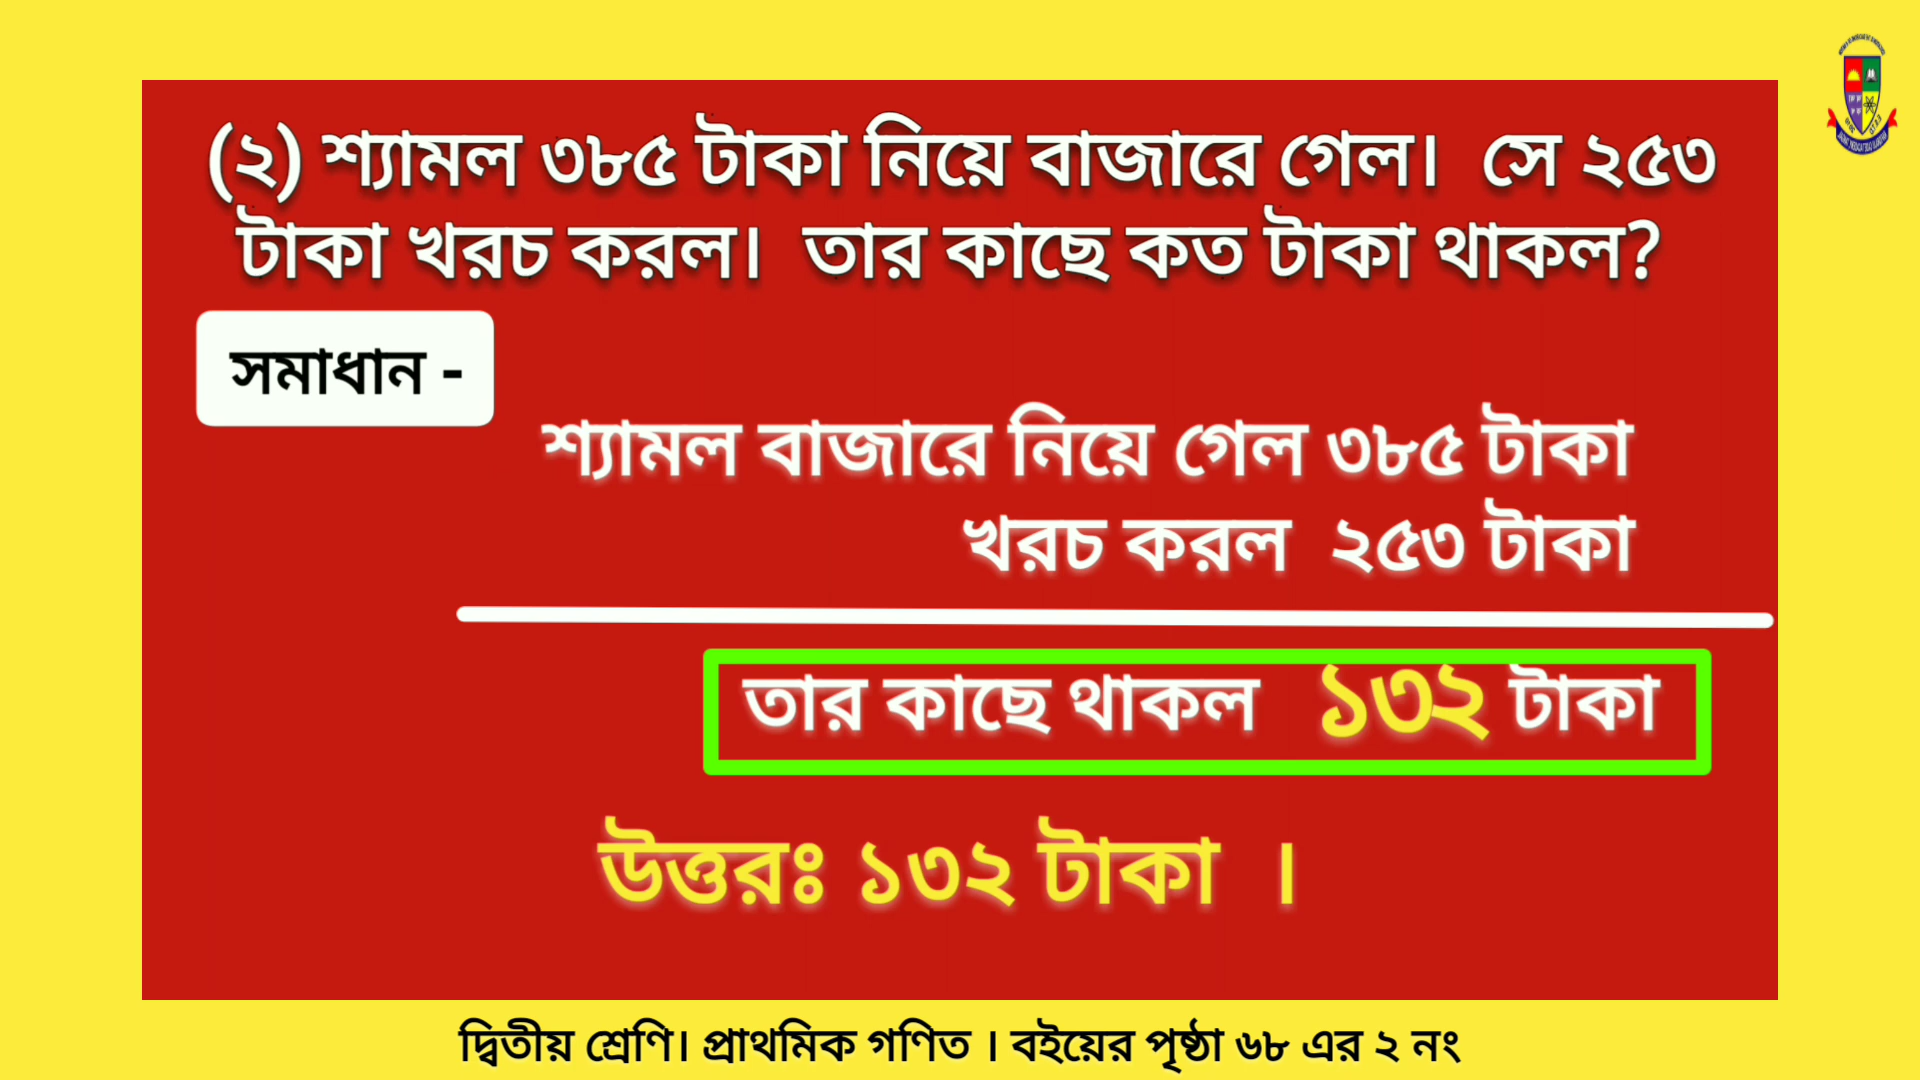 (২) শ্যামল ৩৮৫ টাকা নিয়ে বাজারে গেল। সে ২৫৩
টাকা খরচ করল। তার কাছে কত টাকা থাকল?
সমাধান -
শ্যামল বাজারে নিয়ে গেল ৩৮৫ টাকা
খরচ করল ২৫৩ টাকা
তার কাছে থাকল ১৩২ টাকা
উত্তরঃ ১৩২ টাকা ।
দ্বিতীয় শ্রেণি। প্রাথমিক গণিত । বইয়ের পৃষ্ঠা ৬৮ এর ২ নং